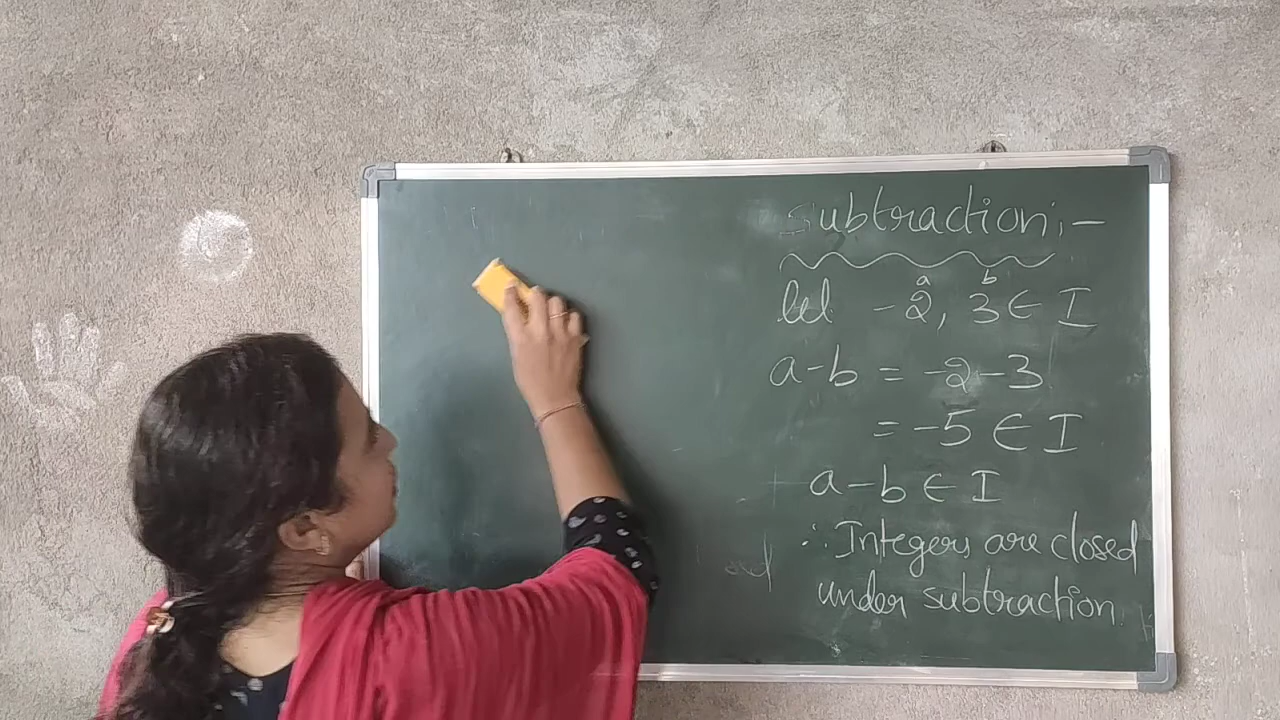 subtraction :-
a b
let -2, 3 ∈ I
a-b = -2-3
= -5 ∈ I
a-b ∈ I
∴ Integers are closed
under subtraction.